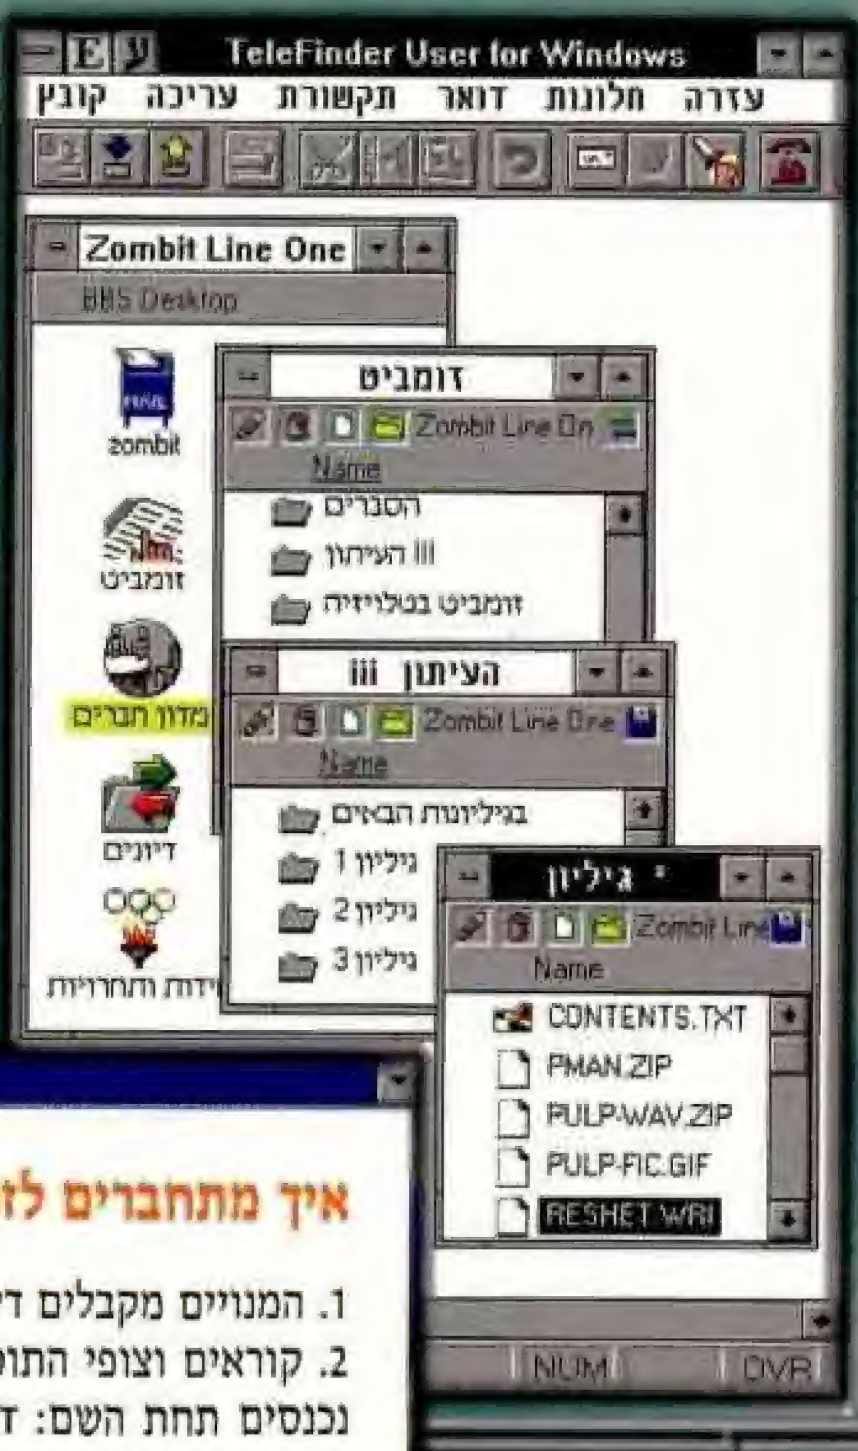 E ע TeleFinder User for Windows
קובץ עריכה תקשורת דואר חלונות עזרה
Zombit Line One
BBS Desktop
zombit
זומביט
מדון חברים
דיונים
ותחרויות
זומביט
Zombit Line On
Name
הסברים
iii העיתון
זומביט בטלויזיה
העיתון iii
Zombit Line One
Name
בגיליונות הבאים
גיליון 1
גיליון 2
גיליון 3
גיליון
Zombit Line
Name
CONTENTS.TXT
PMAN.ZIP
PULP-WAV.ZIP
PULP-FIC.GIF
RESHET.WRI
NUM OVR
איך מתחברים
1. המנויים מקבלים
2. קוראים וצופי
נכנסים תחת השם: